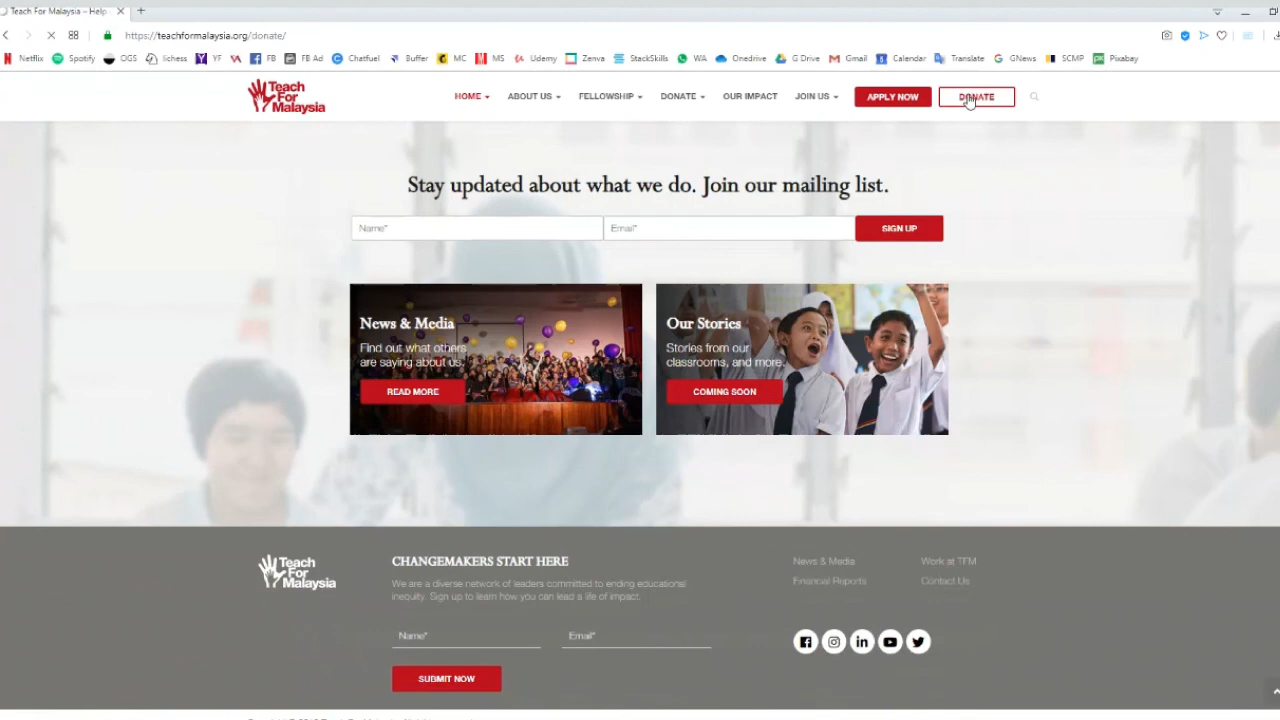 Teach For Malaysia – Help
https://teachformalaysia.org/donate/
Netflix Spotify OGS lichess YF VA FB FB Ad Chatfuel Buffer MC MS Udemy Zenva StackSkills WA Onedrive G Drive Gmail Calendar Translate GNews SCMP Pixabay
Teach
For
Malaysia
HOME ABOUT US FELLOWSHIP DONATE OUR IMPACT JOIN US APPLY NOW DONATE
Stay updated about what we do. Join our mailing list.
Name* Email* SIGN UP
News & Media
Find out what others
are saying about us.
READ MORE
Our Stories
Stories from our
classrooms, and more.
COMING SOON
Teach
For
Malaysia
CHANGEMAKERS START HERE
We are a diverse network of leaders committed to ending educational
inequity. Sign up to learn how you can lead a life of impact.
Name* Email*
SUBMIT NOW
News & Media Work at TFM
Financial Reports Contact Us